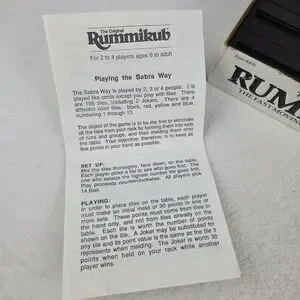 The Original
Rummikub
For 2 to 4 players ages 8 to adult
Playing the Sabra Way
The Sabra Way is played by 2, 3 or 4 people. It is
played like cards except you play with tiles. There
are 106 tiles, including 2 Jokers. There are 4
different color tiles: black, red, yellow and blue,
numbering 1 through 13.
The object of the game is to be the first to eliminate
all the tiles from your rack by forming them into sets
of runs and groups, and then melding them onto
the table. Your objective, therefore, is to keep as
few points in your hand as possible.
SET UP:
Mix the tiles thoroughly, face down, on the table.
Each player picks a tile to see who goes first. The
one who selects the highest number goes first.
Play proceeds counterclockwise. All players pick
14 tiles.
PLAYING:
In order to place tiles on the table, each player
must make an initial meld of 30 points in one or
more sets. These points must come from tiles in
the hand only, and not from tiles already on the
table. Each tile is worth the number of points
shown on the tile. A Joker may be substituted for
any tile and its point value is the same as the tile it
represents when melding. The Joker is worth 30
points when held on your rack while another
player wins.
RUM
THE FAST MOVING